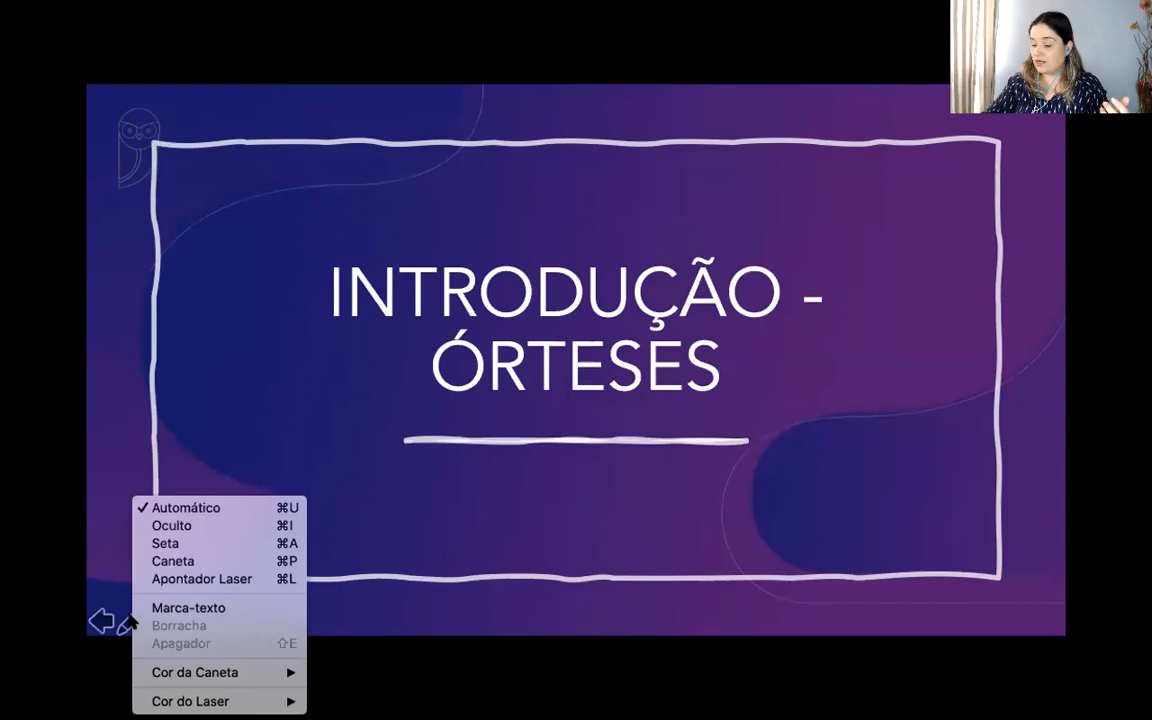 INTRODUÇÃO -
ÓRTESES
Automático ⌘U
Oculto ⌘I
Seta ⌘A
Caneta ⌘P
Apontador Laser ⌘L
Marca-texto
Borracha
Apagador ⇧E
Cor da Caneta
Cor do Laser